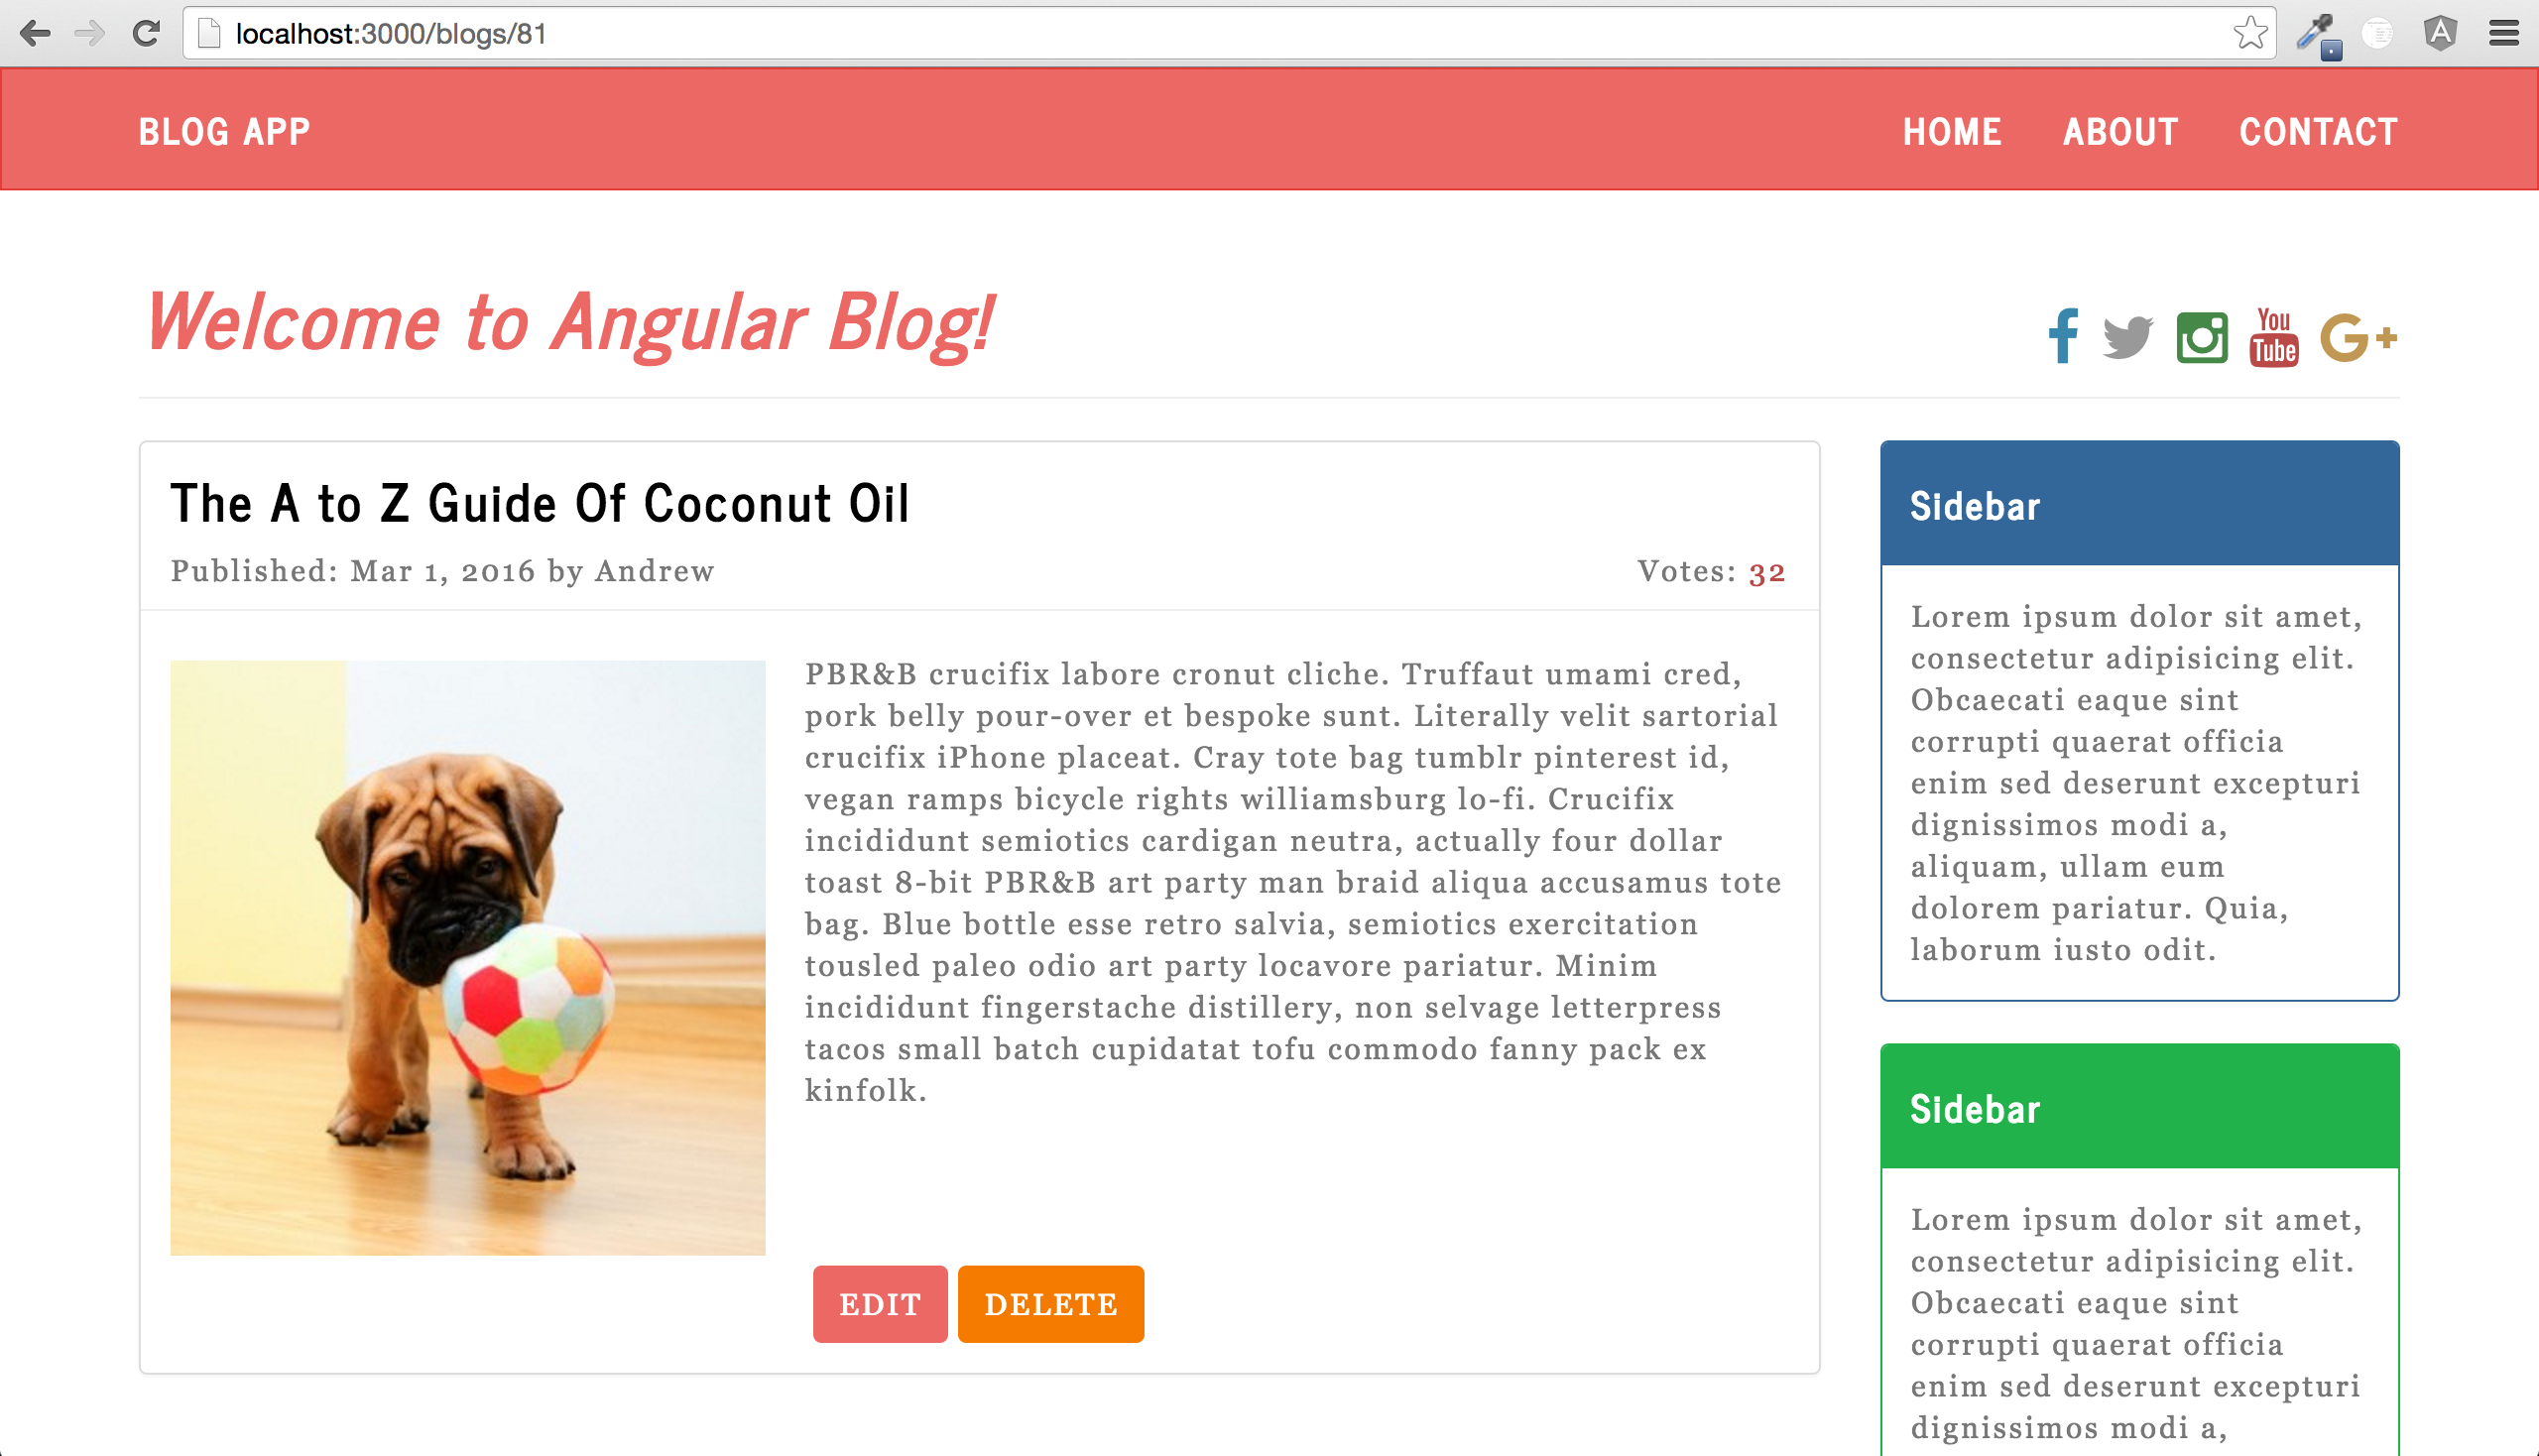 localhost:3000/blogs/81
BLOG APP
HOME ABOUT CONTACT
Welcome to Angular Blog!
You
Tube
G+
The A to Z Guide Of Coconut Oil
Published: Mar 1, 2016 by Andrew
Votes: 32
PBR&B crucifix labore cronut cliche. Truffaut umami cred,
pork belly pour-over et bespoke sunt. Literally velit sartorial
crucifix iPhone placeat. Cray tote bag tumblr pinterest id,
vegan ramps bicycle rights williamsburg lo-fi. Crucifix
incididunt semiotics cardigan neutra, actually four dollar
toast 8-bit PBR&B art party man braid aliqua accusamus tote
bag. Blue bottle esse retro salvia, semiotics exercitation
tousled paleo odio art party locavore pariatur. Minim
incididunt fingerstache distillery, non selvage letterpress
tacos small batch cupidatat tofu commodo fanny pack ex
kinfolk.
EDIT DELETE
Sidebar
Lorem ipsum dolor sit amet,
consectetur adipisicing elit.
Obcaecati eaque sint
corrupti quaerat officia
enim sed deserunt excepturi
dignissimos modi a,
aliquam, ullam eum
dolorem pariatur. Quia,
laborum iusto odit.
Sidebar
Lorem ipsum dolor sit amet,
consectetur adipisicing elit.
Obcaecati eaque sint
corrupti quaerat officia
enim sed deserunt excepturi
dignissimos modi a,